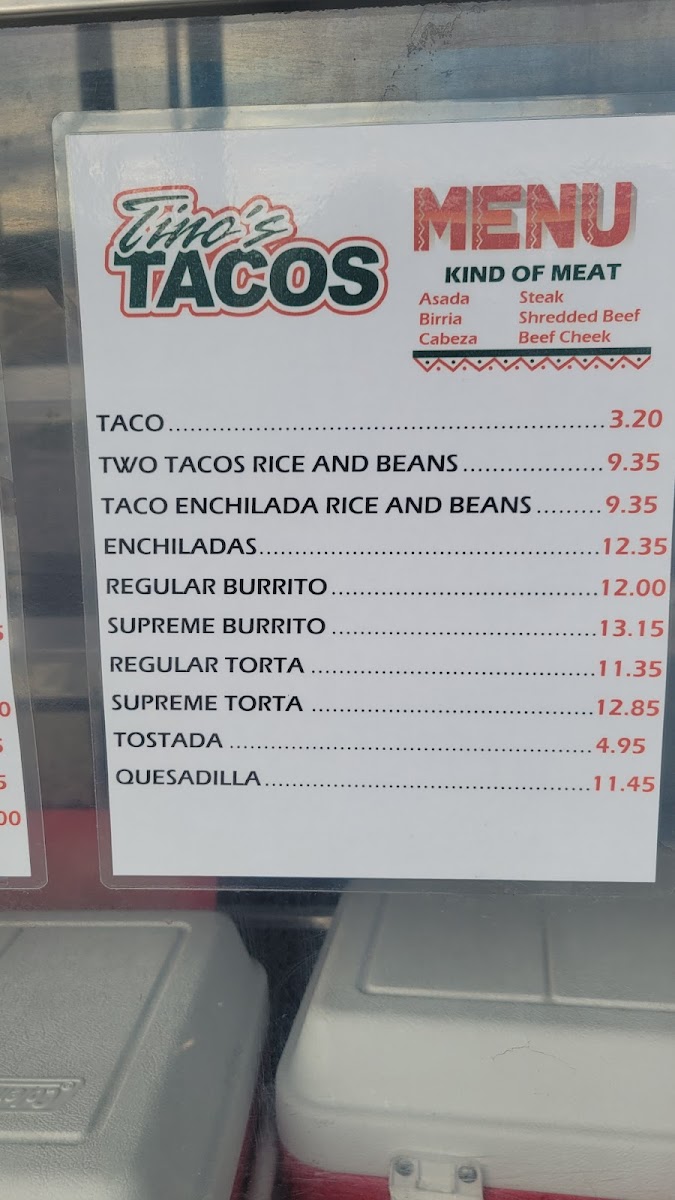 Tino's
TACOS
MENU
KIND OF MEAT
Asada Steak
Birria Shredded Beef
Cabeza Beef Cheek
TACO 3.20
TWO TACOS RICE AND BEANS 9.35
TACO ENCHILADA RICE AND BEANS 9.35
ENCHILADAS 12.35
REGULAR BURRITO 12.00
SUPREME BURRITO 13.15
REGULAR TORTA 11.35
SUPREME TORTA 12.85
TOSTADA 4.95
QUESADILLA 11.45